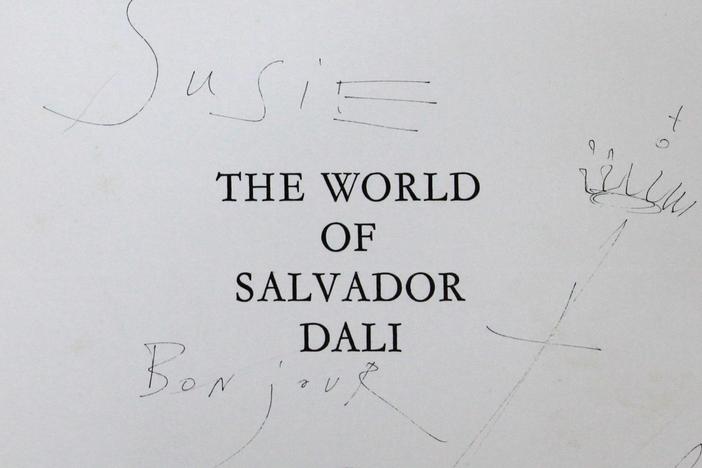 SusiE
THE WORLD
OF
SALVADOR
DALI
BonjouR